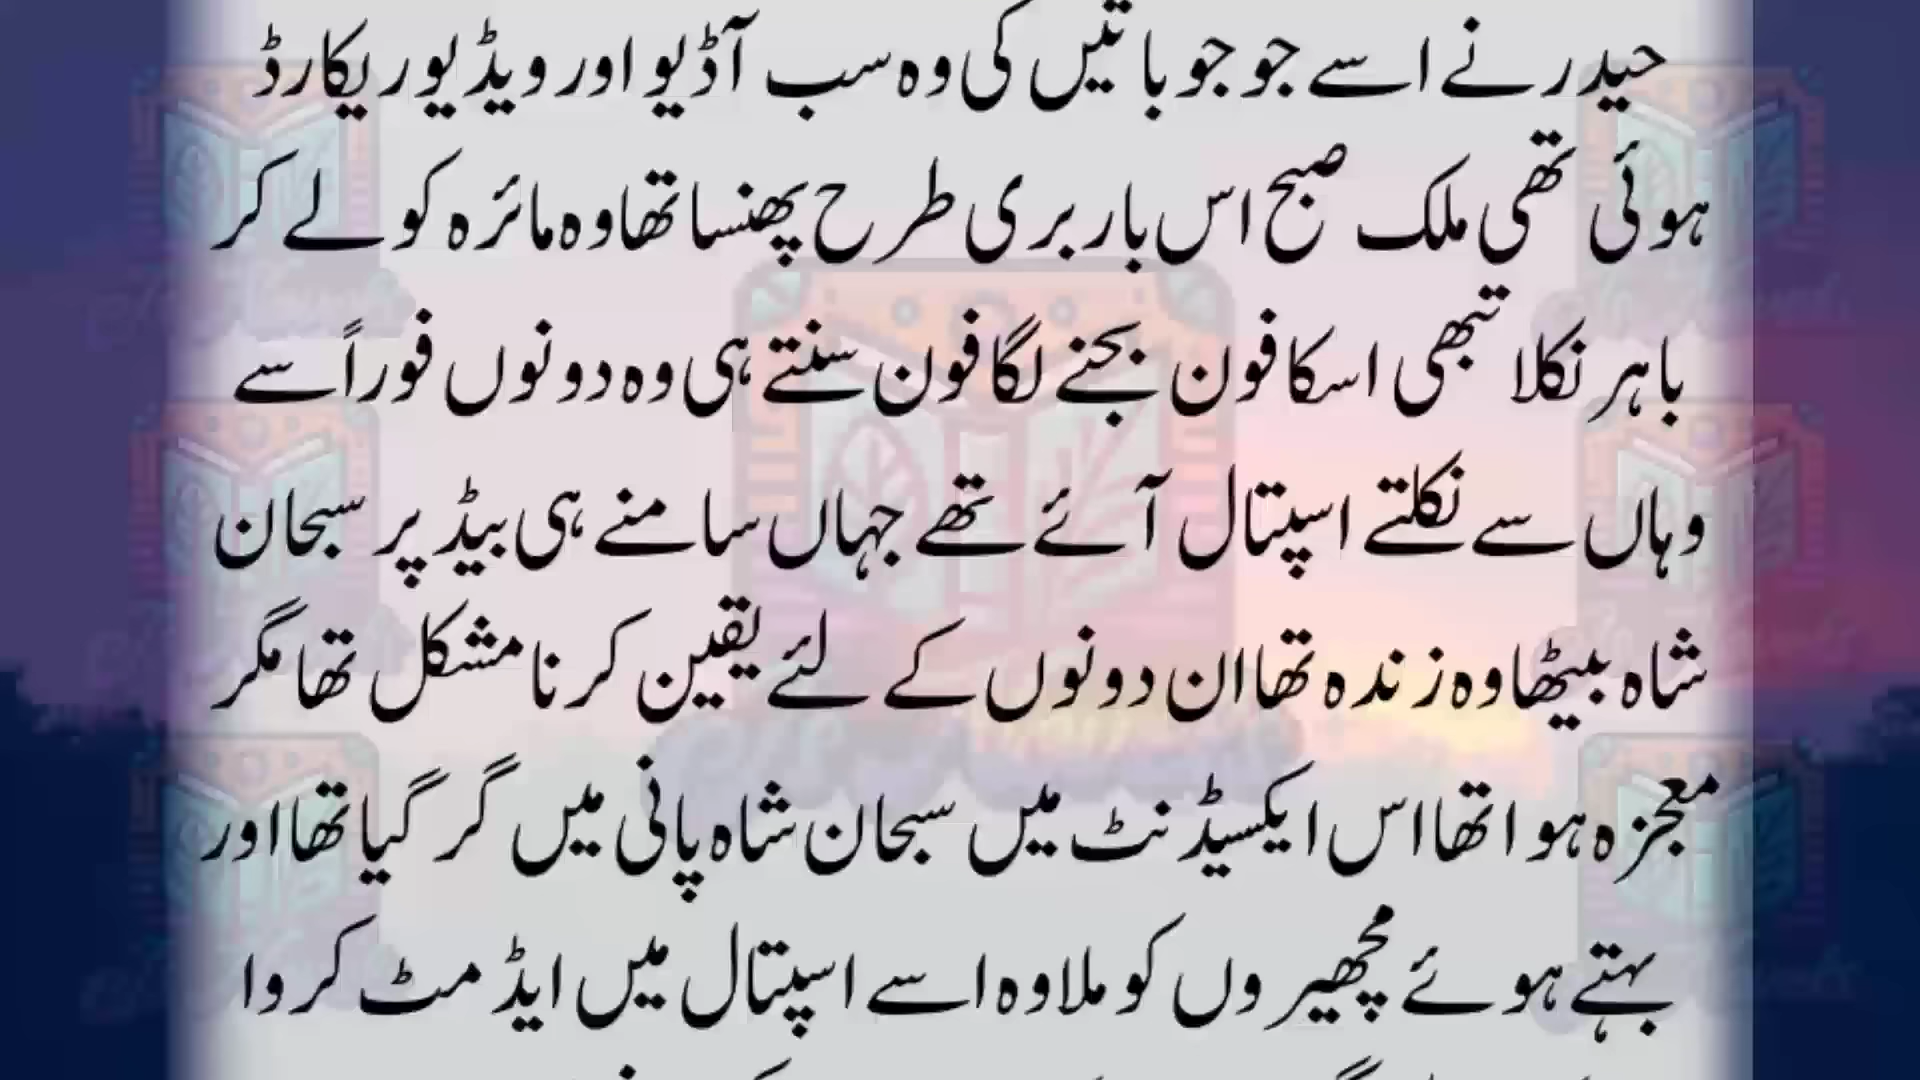 حیدر نے اسے جو جو باتیں کی وہ سب آڈیو اور ویڈیو ریکارڈ
ہوئی تھی ملک صبح اس بار بری طرح پھنسا تھا وہ مائرہ کو لے کر
باہر نکلا تبھی اسکا فون بجنے لگا فون سنتے ہی وہ دونوں فوراً سے
وہاں سے نکلتے اسپتال آئے تھے جہاں سامنے ہی بیڈ پر سبحان
شاہ بیٹھا وہ زندہ تھا ان دونوں کے لئے یقین کرنا مشکل تھا مگر
معجزہ ہوا تھا اس ایکسیڈنٹ میں سبحان شاہ پانی میں گر گیا تھا اور
بہتے ہوئے مچھیروں کو ملا وہ اسے اسپتال میں ایڈمٹ کروا